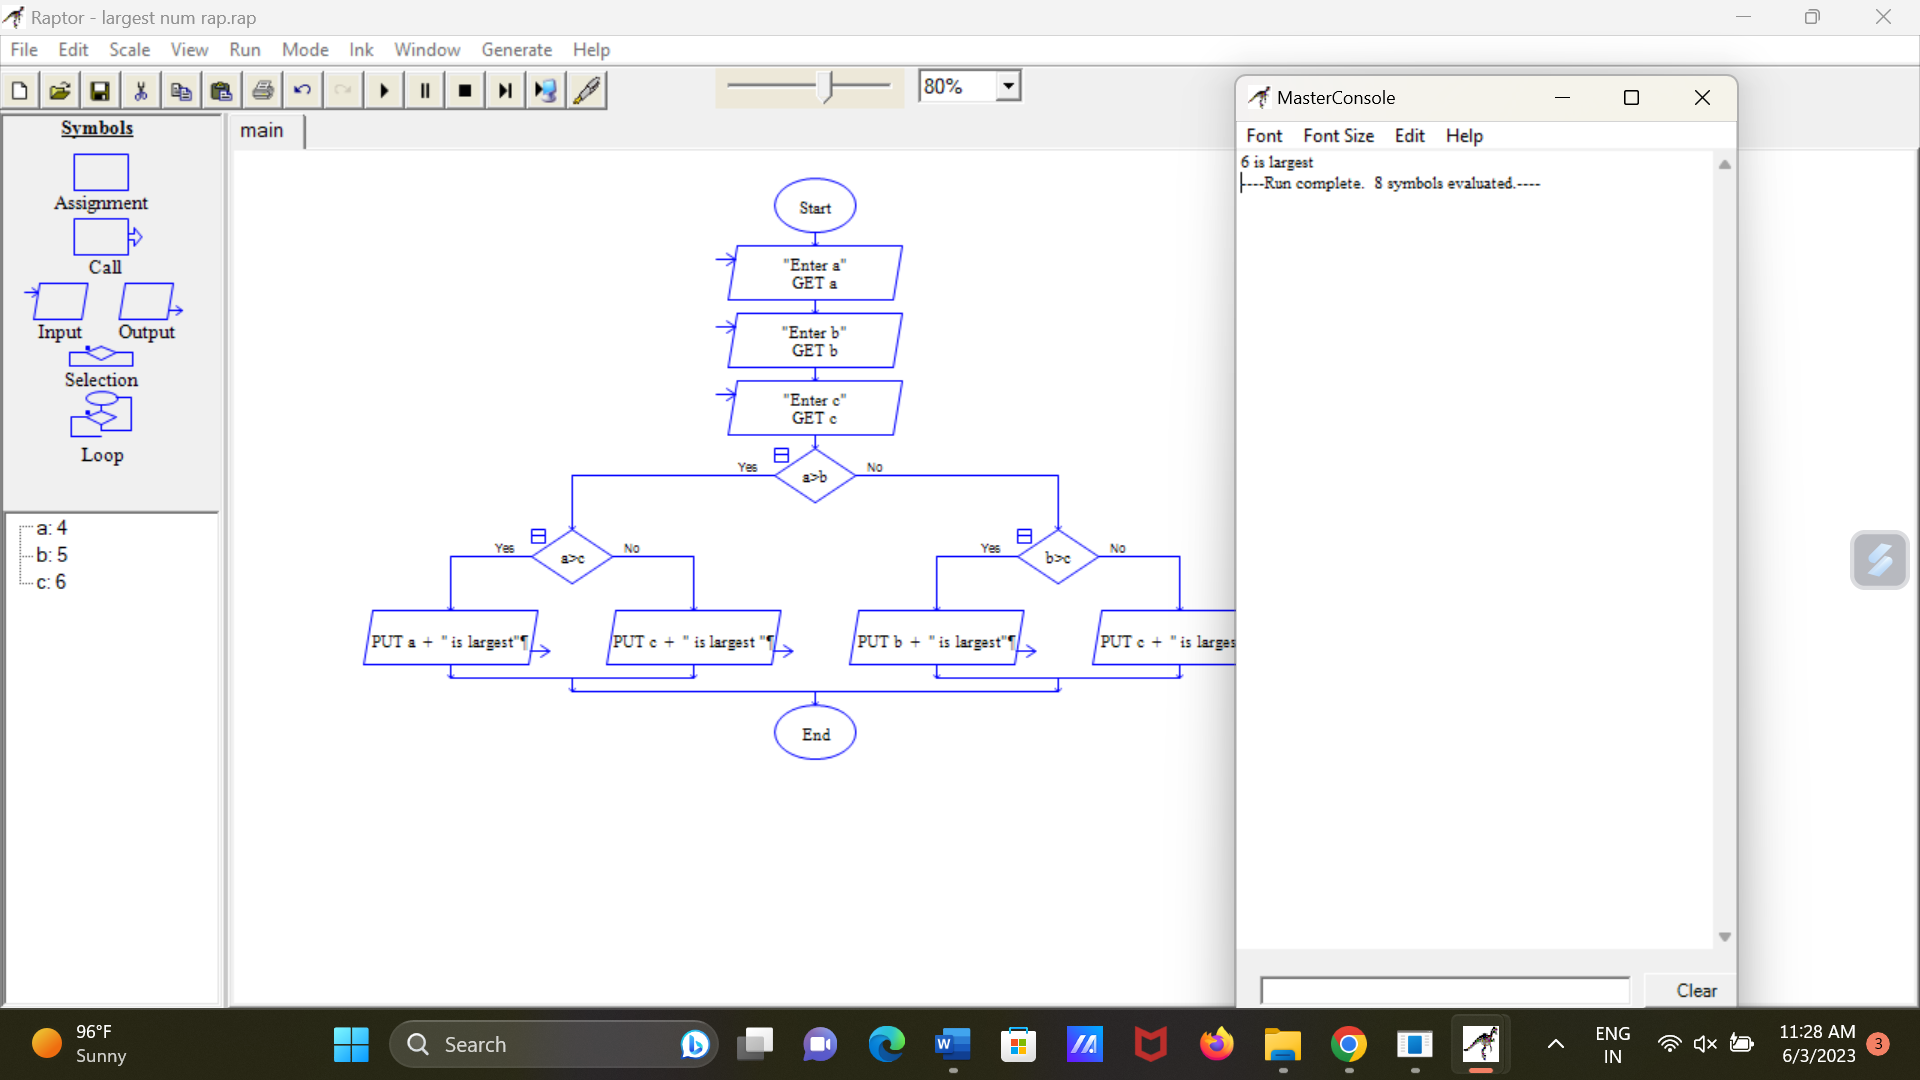 Raptor - largest num rap.rap
File Edit Scale View Run Mode Ink Window Generate Help
80%
Symbols
Assignment
Call
Input Output
Selection
Loop
a: 4
b: 5
c: 6
main
Start
"Enter a"
GET a
"Enter b"
GET b
"Enter c"
GET c
Yes a>b No
Yes a>c No
Yes b>c No
PUT a + " is largest"¶
PUT c + " is largest "¶
PUT b + " is largest"¶
PUT c + " is larges
End
MasterConsole
Font Font Size Edit Help
6 is largest
----Run complete.  8 symbols evaluated.----
Clear
96°F
Sunny
Search
W
ENG
IN
11:28 AM
6/3/2023
3